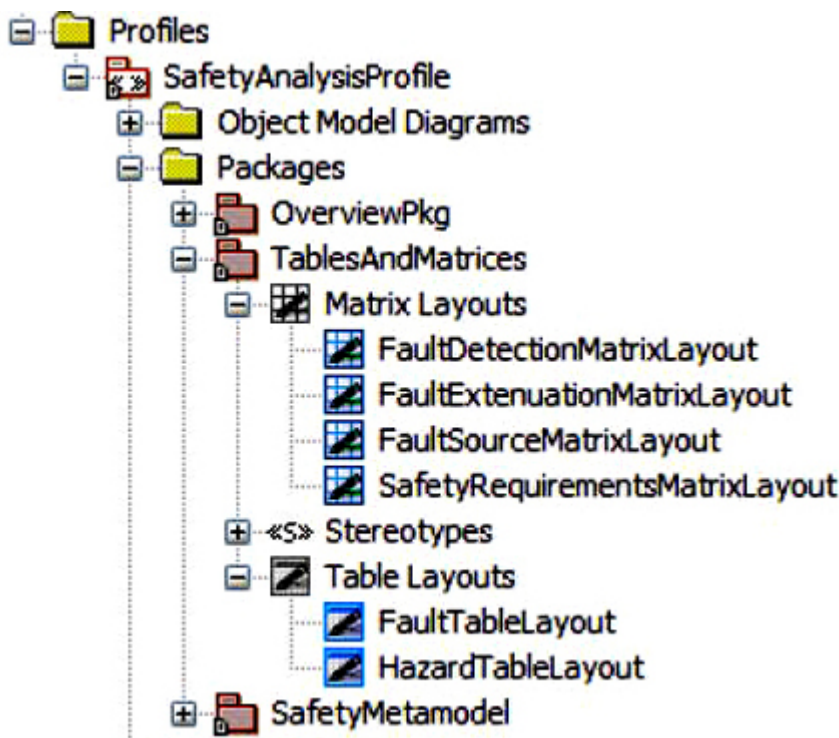 Profiles
SafetyAnalysisProfile
Object Model Diagrams
Packages
OverviewPkg
TablesAndMatrices
Matrix Layouts
FaultDetectionMatrixLayout
FaultExtenuationMatrixLayout
FaultSourceMatrixLayout
SafetyRequirementsMatrixLayout
«S» Stereotypes
Table Layouts
FaultTableLayout
HazardTableLayout
SafetyMetamodel